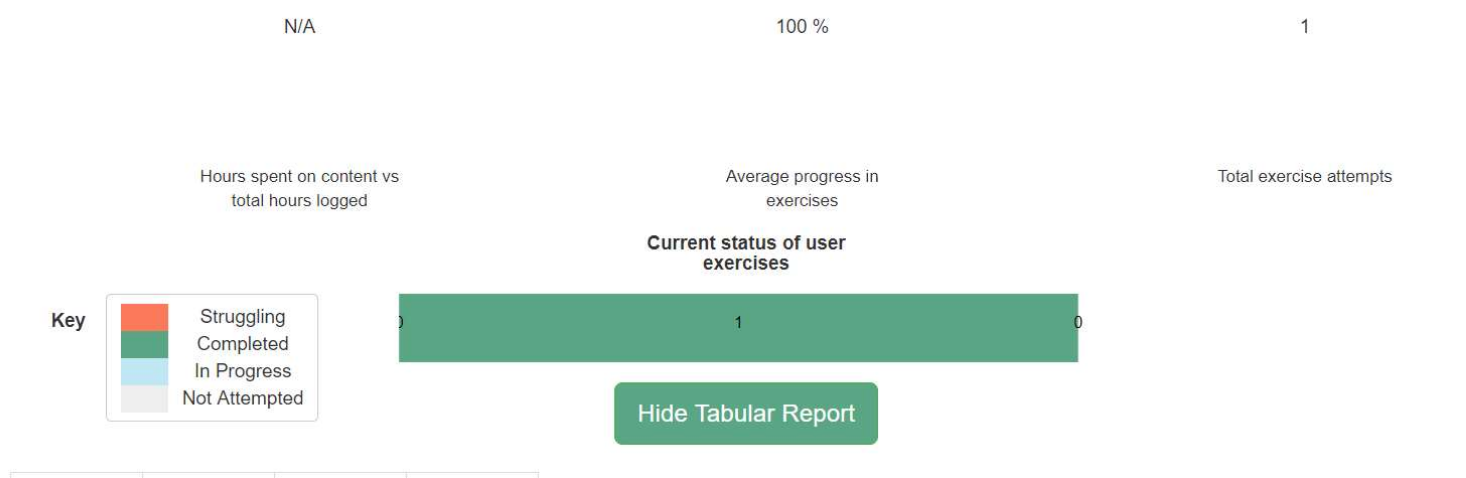 N/A
100 %
1
Hours spent on content vs
total hours logged
Average progress in
exercises
Total exercise attempts
Current status of user
exercises
Key
Struggling
Completed
In Progress
Not Attempted
0
1
0
Hide Tabular Report